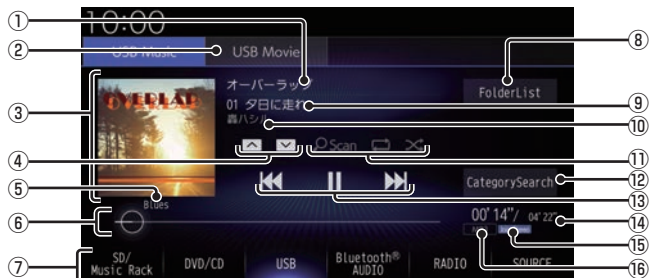 10:00
①
②
USB Music
USB Movie
⑧
③
OVERLAP
オーバーラップ
FolderList
01 夕日に走れ
⑨
轟ハシル
⑩
④
Scan
⑪
⑤
Blues
CategorySearch
⑫
⑬
⑥
00'14"/ 04'22"
⑭
⑮
⑦
SD/
Music Rack
DVD/CD
USB
Bluetooth®
AUDIO
RADIO
SOURCE
⑯